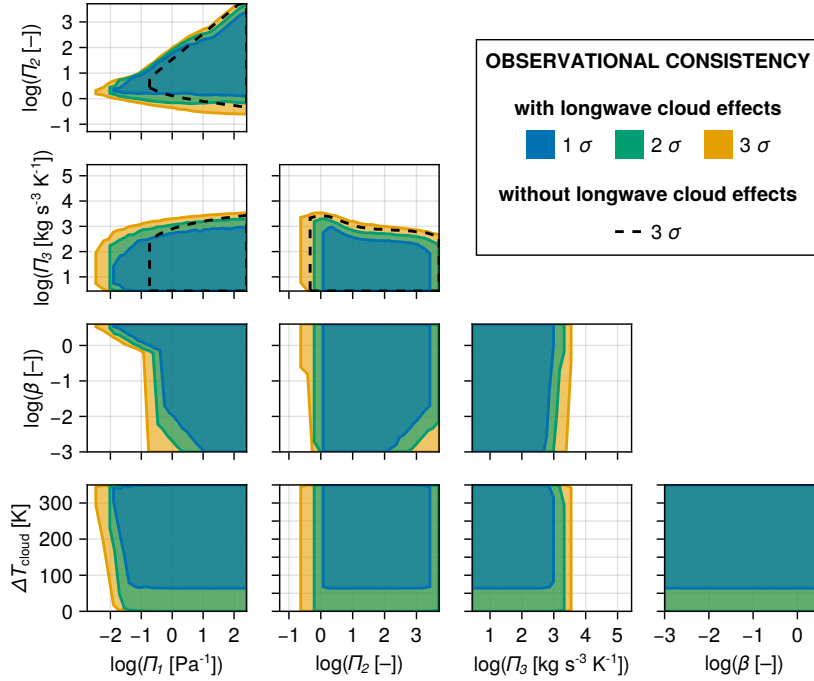 log(Π₂ [–])
3
2
1
0
−1
OBSERVATIONAL CONSISTENCY
with longwave cloud effects
1 σ 2 σ 3 σ
without longwave cloud effects
3 σ
log(Π₃ [kg s⁻³ K⁻¹])
5
4
3
2
1
log(β [–])
0
−1
−2
−3
ΔT_cloud [K]
300
200
100
0
−2 −1 0 1 2
−1 0 1 2 3
1 2 3 4 5
−3 −2 −1 0
log(Π₁ [Pa⁻¹])
log(Π₂ [–])
log(Π₃ [kg s⁻³ K⁻¹])
log(β [–])